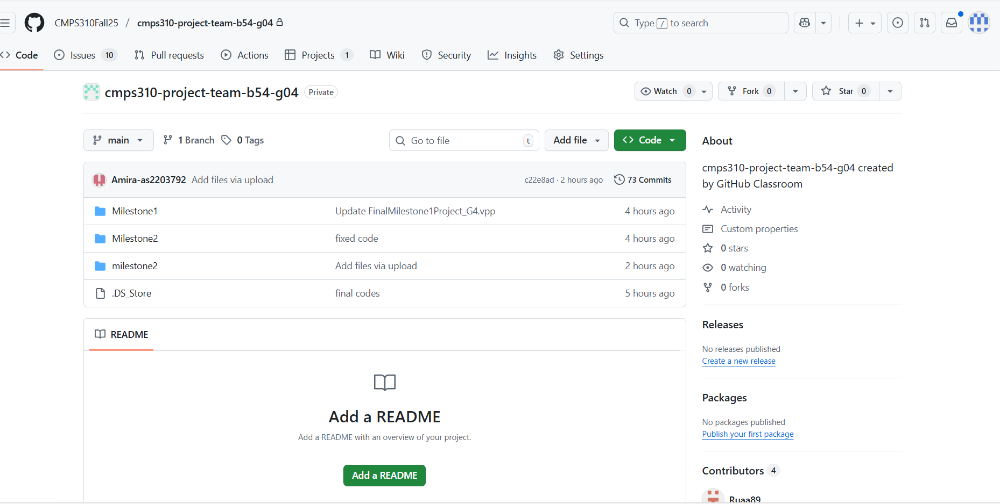 CMPS310Fall25 / cmps310-project-team-b54-g04
Type / to search
Code
Issues 10
Pull requests
Actions
Projects 1
Wiki
Security
Insights
Settings
cmps310-project-team-b54-g04 Private
Watch 0
Fork 0
Star 0
main
1 Branch
0 Tags
Go to file t
Add file
Code
Amira-as2203792 Add files via upload c22e8ad · 2 hours ago 73 Commits
Milestone1 Update FinalMilestone1Project_G4.vpp 4 hours ago
Milestone2 fixed code 4 hours ago
milestone2 Add files via upload 2 hours ago
.DS_Store final codes 5 hours ago
README
Add a README
Add a README with an overview of your project.
Add a README
About
cmps310-project-team-b54-g04 created
by GitHub Classroom
Activity
Custom properties
0 stars
0 watching
0 forks
Releases
No releases published
Create a new release
Packages
No packages published
Publish your first package
Contributors 4
Ruaa89